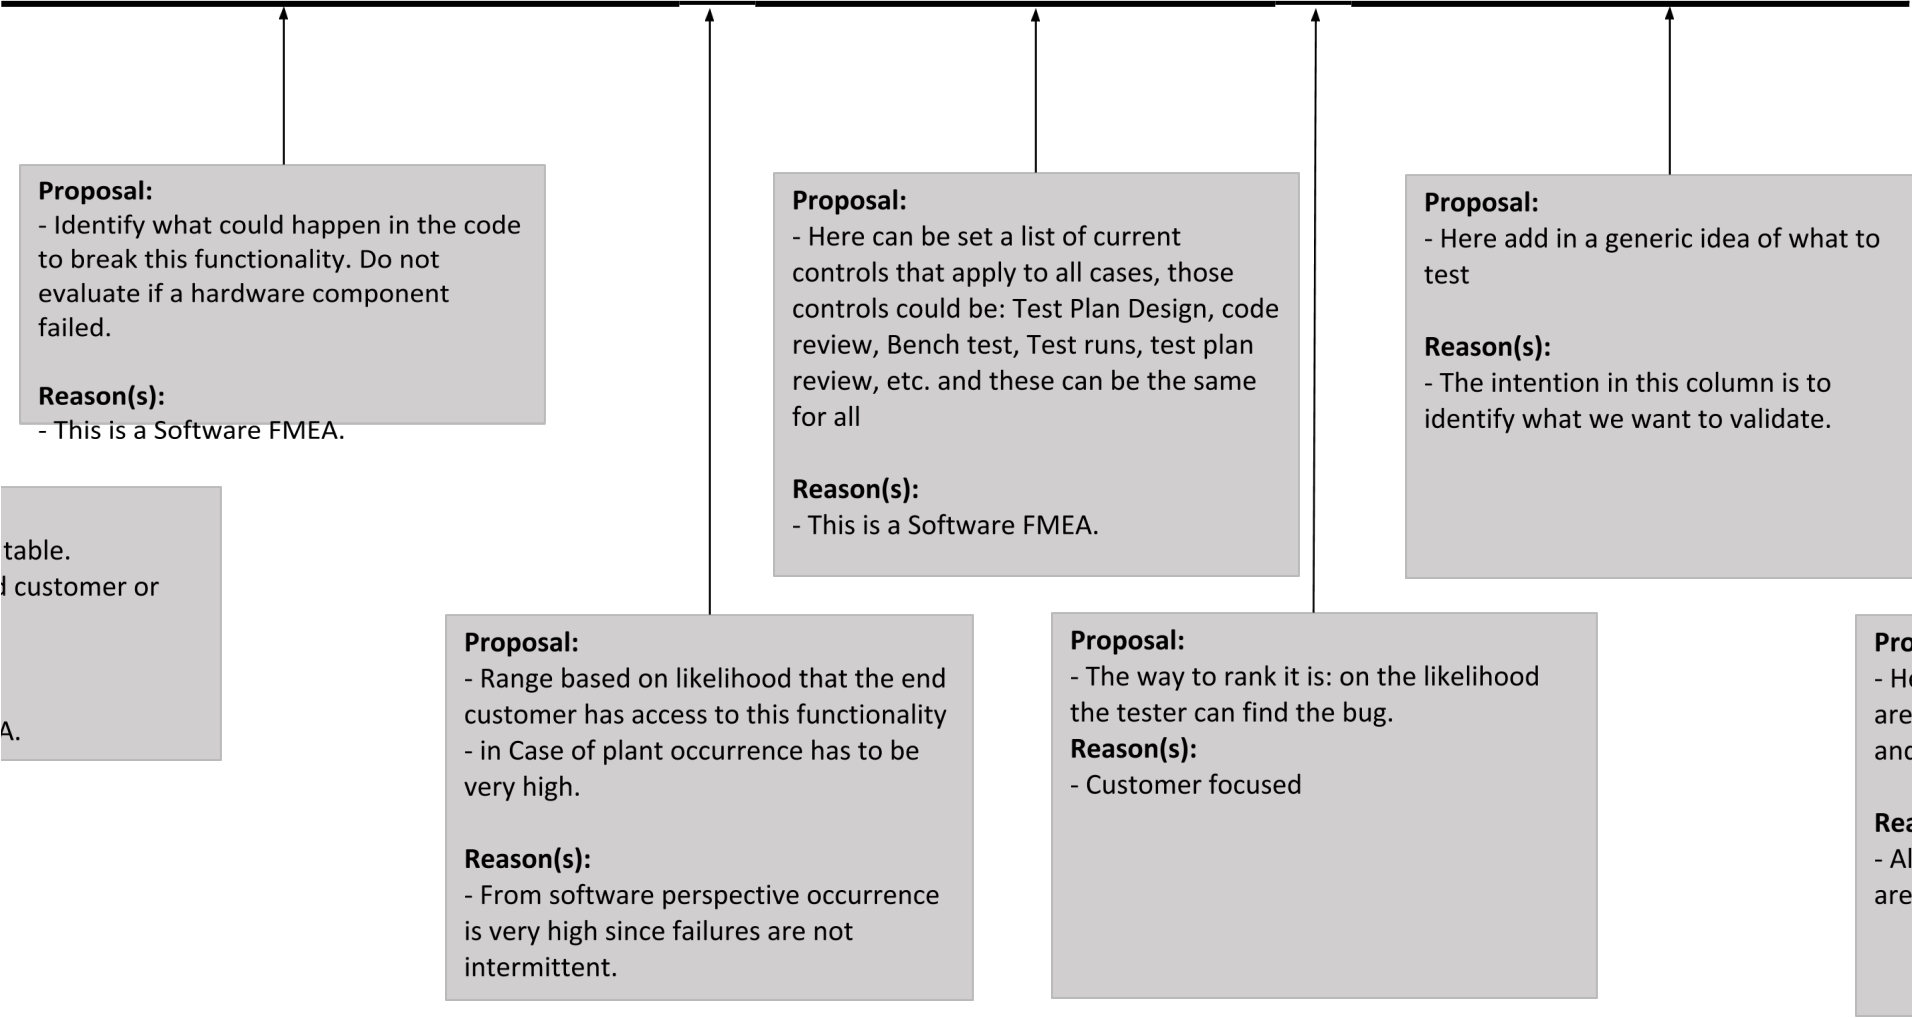 Proposal:
- Identify what could happen in the code
to break this functionality. Do not
evaluate if a hardware component
failed.
Reason(s):
- This is a Software FMEA.
Proposal:
- Here can be set a list of current
controls that apply to all cases, those
controls could be: Test Plan Design, code
review, Bench test, Test runs, test plan
review, etc. and these can be the same
for all
Reason(s):
- This is a Software FMEA.
Proposal:
- Here add in a generic idea of what to
test
Reason(s):
- The intention in this column is to
identify what we want to validate.
table.
customer or
A.
Proposal:
- Range based on likelihood that the end
customer has access to this functionality
- in Case of plant occurrence has to be
very high.
Reason(s):
- From software perspective occurrence
is very high since failures are not
intermittent.
Proposal:
- The way to rank it is: on the likelihood
the tester can find the bug.
Reason(s):
- Customer focused
Pro
- He
are
and
Rea
- Al
are